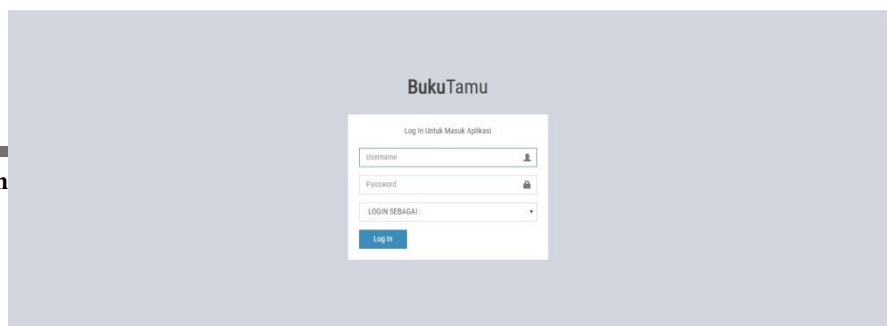 BukuTamu
Log In Untuk Masuk Aplikasi
Username
Password
LOGIN SEBAGAI :
Log In